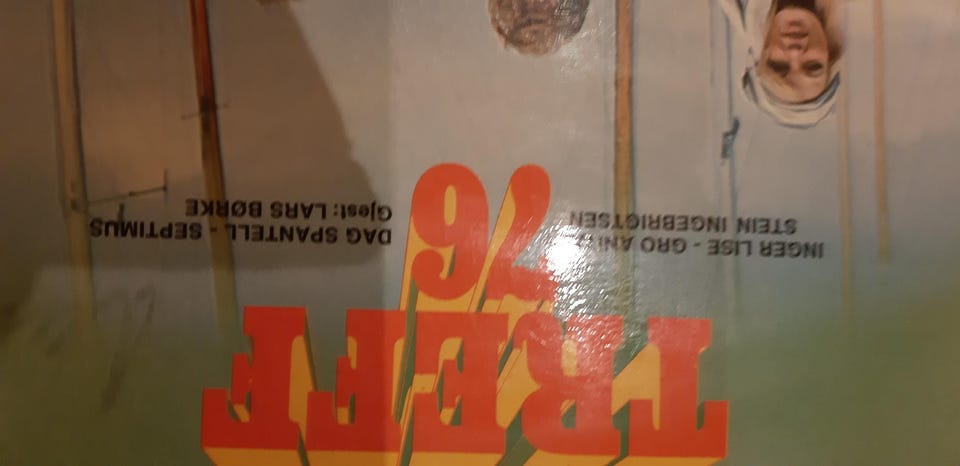 TREFF
76
INGER LISE - GRO
STEIN INGEBRIGTSEN
DAG SPANTELL - SEPTIMUS
Gjest: LARS BØRKE